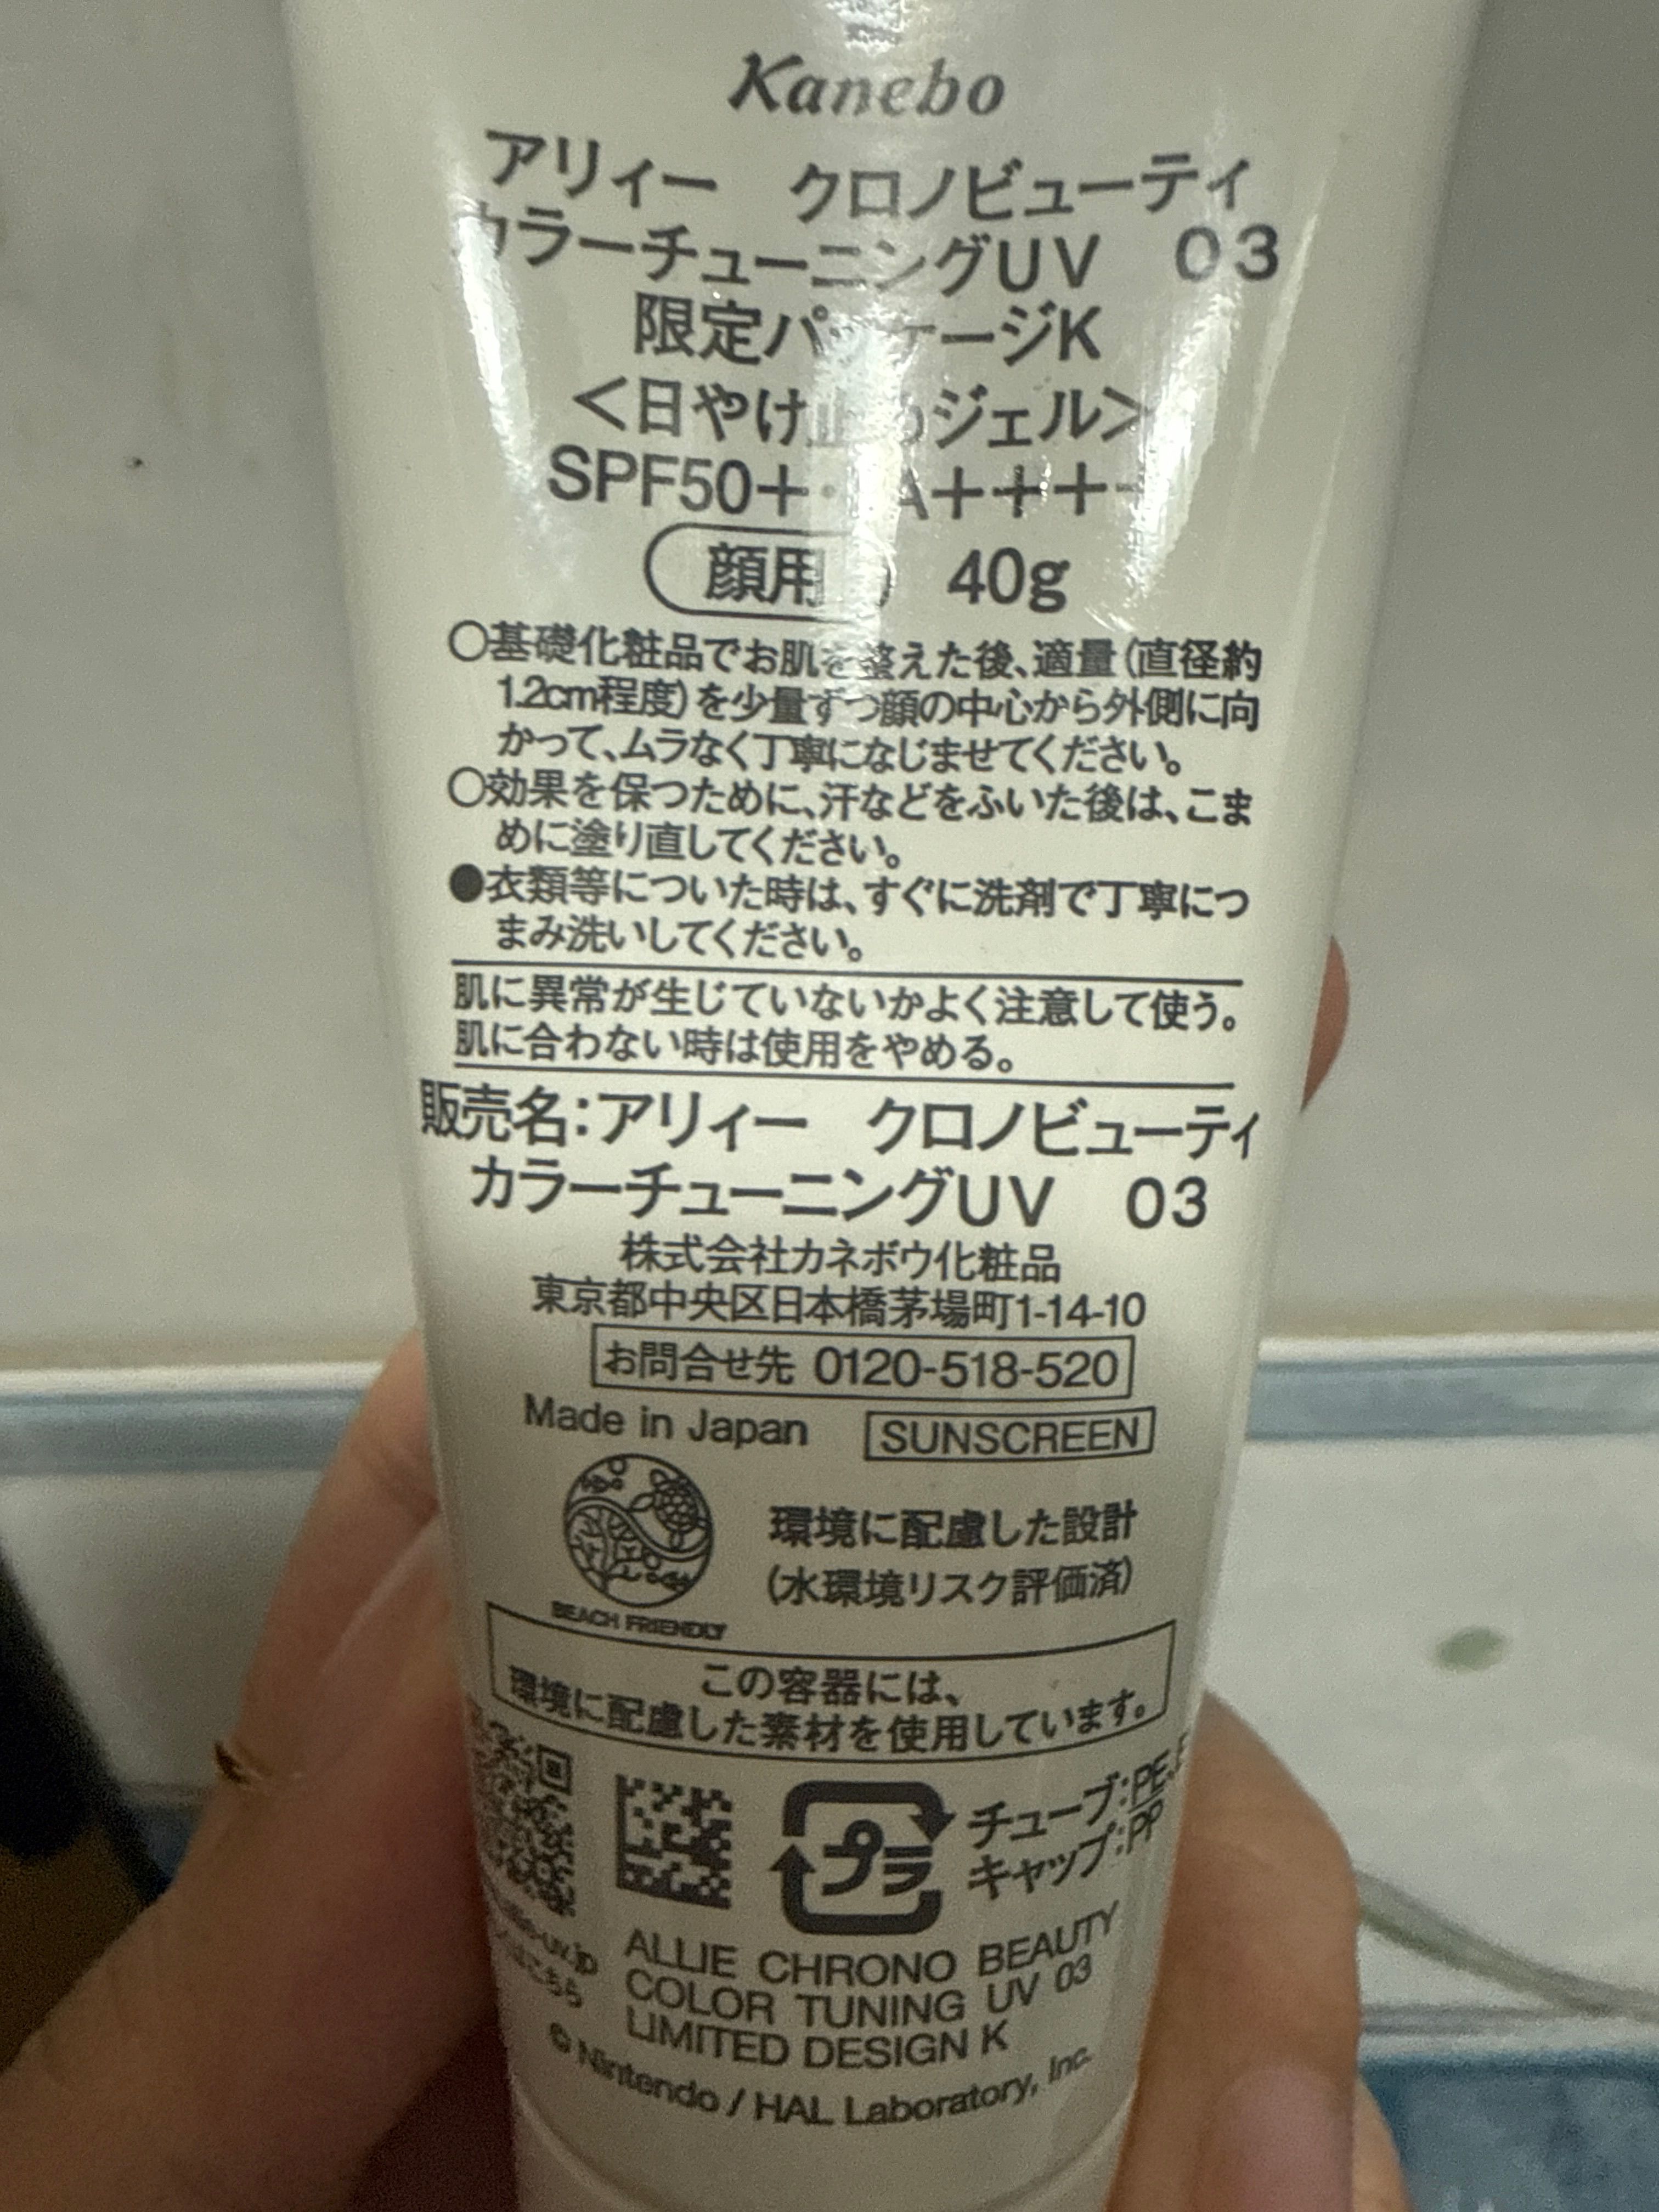 Kanebo
アリィー クロノビューティ
カラーチューニングUV 03
限定パッケージK
<日やけ止めジェル>
SPF50+・PA++++
顔用 40g
○基礎化粧品でお肌を整えた後、適量(直径約
1.2cm程度)を少量ずつ顔の中心から外側に向
かって、ムラなく丁寧になじませてください。
○効果を保つために、汗などをふいた後は、こま
めに塗り直してください。
●衣類等についた時は、すぐに洗剤で丁寧につ
まみ洗いしてください。
肌に異常が生じていないかよく注意して使う。
肌に合わない時は使用をやめる。
販売名:アリィー クロノビューティ
カラーチューニングUV 03
株式会社カネボウ化粧品
東京都中央区日本橋茅場町1-14-10
お問合せ先 0120-518-520
Made in Japan SUNSCREEN
環境に配慮した設計
(水環境リスク評価済)
BEACH FRIENDLY
この容器には、
環境に配慮した素材を使用しています。
プラ
チューブ:PE,
キャップ:PP
uv.jp
はこちら
ALLIE CHRONO BEAUTY
COLOR TUNING UV 03
LIMITED DESIGN K
© Nintendo / HAL Laboratory, Inc.